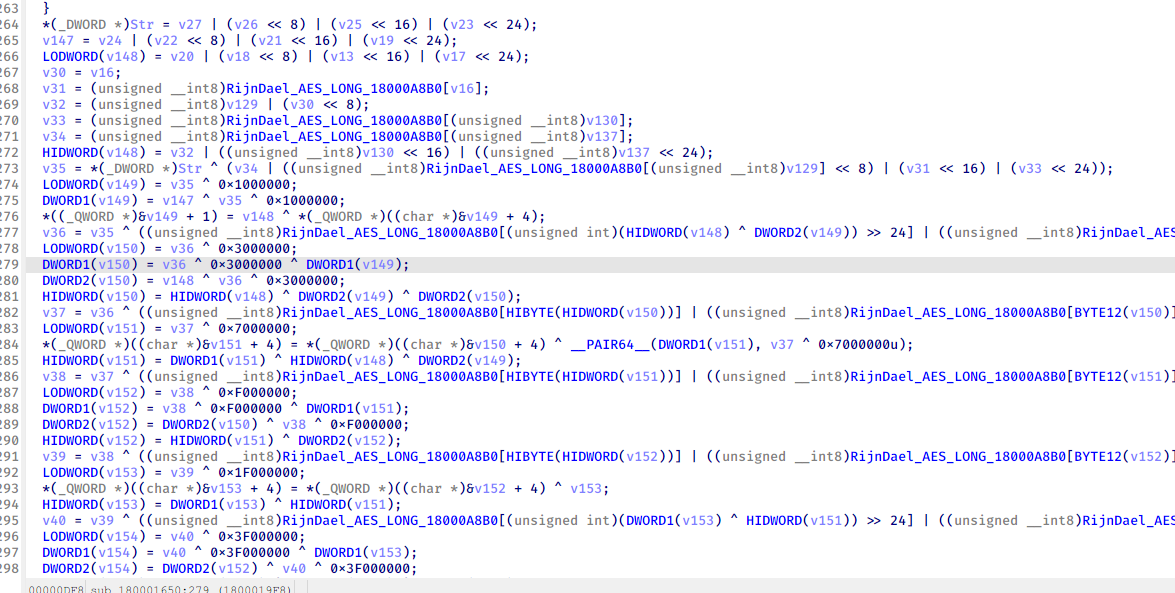 263 }
264 *(_DWORD *)Str = v27 | (v26 << 8) | (v25 << 16) | (v23 << 24);
265 v147 = v24 | (v22 << 8) | (v21 << 16) | (v19 << 24);
266 LODWORD(v148) = v20 | (v18 << 8) | (v13 << 16) | (v17 << 24);
267 v30 = v16;
268 v31 = (unsigned __int8)RijnDael_AES_LONG_18000A8B0[v16];
269 v32 = (unsigned __int8)v129 | (v30 << 8);
270 v33 = (unsigned __int8)RijnDael_AES_LONG_18000A8B0[(unsigned __int8)v130];
271 v34 = (unsigned __int8)RijnDael_AES_LONG_18000A8B0[(unsigned __int8)v137];
272 HIDWORD(v148) = v32 | ((unsigned __int8)v130 << 16) | ((unsigned __int8)v137 << 24);
273 v35 = *(_DWORD *)Str ^ (v34 | ((unsigned __int8)RijnDael_AES_LONG_18000A8B0[(unsigned __int8)v129] << 8) | (v31 << 16) | (v33 << 24));
274 LODWORD(v149) = v35 ^ 0x1000000;
275 DWORD1(v149) = v147 ^ v35 ^ 0x1000000;
276 *((_QWORD *)&v149 + 1) = v148 ^ *(_QWORD *)((char *)&v149 + 4);
277 v36 = v35 ^ ((unsigned __int8)RijnDael_AES_LONG_18000A8B0[(unsigned int)(HIDWORD(v148) ^ DWORD2(v149)) >> 24] | ((unsigned __int8)RijnDael_AES
278 LODWORD(v150) = v36 ^ 0x3000000;
279 DWORD1(v150) = v36 ^ 0x3000000 ^ DWORD1(v149);
280 DWORD2(v150) = v148 ^ v36 ^ 0x3000000;
281 HIDWORD(v150) = HIDWORD(v148) ^ DWORD2(v149) ^ DWORD2(v150);
282 v37 = v36 ^ ((unsigned __int8)RijnDael_AES_LONG_18000A8B0[HIBYTE(HIDWORD(v150))] | ((unsigned __int8)RijnDael_AES_LONG_18000A8B0[BYTE12(v150)]
283 LODWORD(v151) = v37 ^ 0x7000000;
284 *(_QWORD *)((char *)&v151 + 4) = *(_QWORD *)((char *)&v150 + 4) ^ __PAIR64__(DWORD1(v151), v37 ^ 0x7000000u);
285 HIDWORD(v151) = DWORD1(v151) ^ HIDWORD(v148) ^ DWORD2(v149);
286 v38 = v37 ^ ((unsigned __int8)RijnDael_AES_LONG_18000A8B0[HIBYTE(HIDWORD(v151))] | ((unsigned __int8)RijnDael_AES_LONG_18000A8B0[BYTE12(v151)]
287 LODWORD(v152) = v38 ^ 0xF000000;
288 DWORD1(v152) = v38 ^ 0xF000000 ^ DWORD1(v151);
289 DWORD2(v152) = DWORD2(v150) ^ v38 ^ 0xF000000;
290 HIDWORD(v152) = HIDWORD(v151) ^ DWORD2(v152);
291 v39 = v38 ^ ((unsigned __int8)RijnDael_AES_LONG_18000A8B0[HIBYTE(HIDWORD(v152))] | ((unsigned __int8)RijnDael_AES_LONG_18000A8B0[BYTE12(v152)]
292 LODWORD(v153) = v39 ^ 0x1F000000;
293 *(_QWORD *)((char *)&v153 + 4) = *(_QWORD *)((char *)&v152 + 4) ^ v153;
294 HIDWORD(v153) = DWORD1(v153) ^ HIDWORD(v151);
295 v40 = v39 ^ ((unsigned __int8)RijnDael_AES_LONG_18000A8B0[(unsigned int)(DWORD1(v153) ^ HIDWORD(v151)) >> 24] | ((unsigned __int8)RijnDael_AES
296 LODWORD(v154) = v40 ^ 0x3F000000;
297 DWORD1(v154) = v40 ^ 0x3F000000 ^ DWORD1(v153);
298 DWORD2(v154) = DWORD2(v152) ^ v40 ^ 0x3F000000;
00000DF8 sub_180001650:279 (1800019F8)